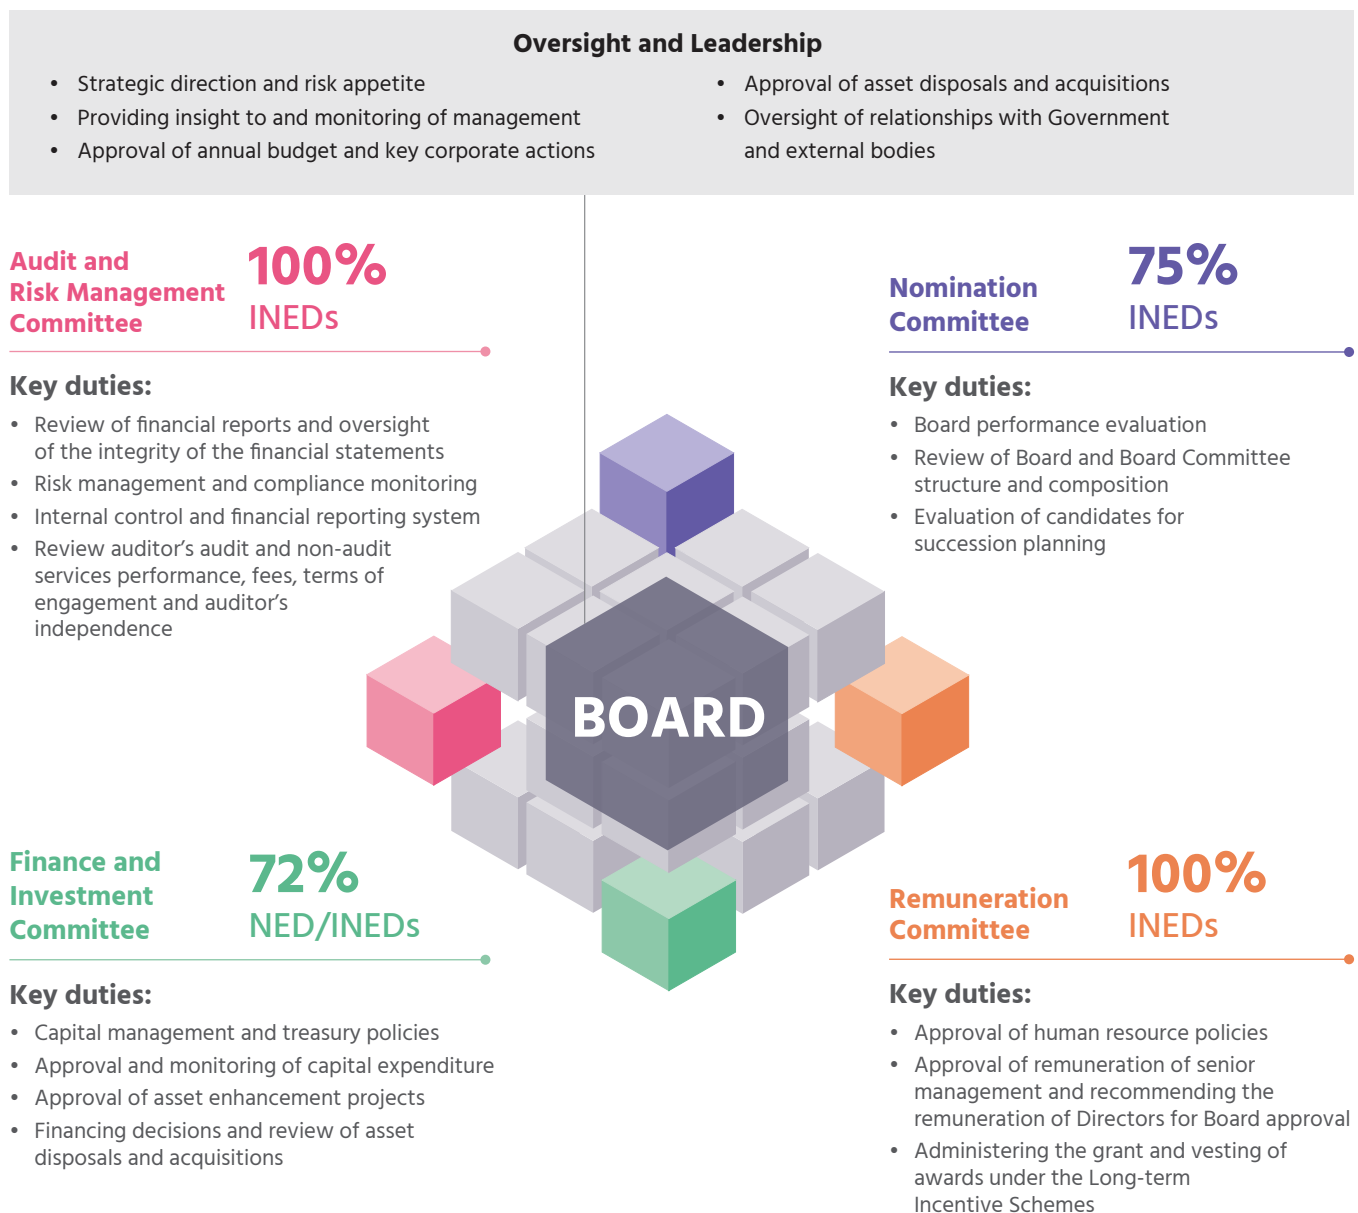 Oversight and Leadership
• Strategic direction and risk appetite
• Providing insight to and monitoring of management
• Approval of annual budget and key corporate actions
• Approval of asset disposals and acquisitions
• Oversight of relationships with Government
and external bodies
Audit and
Risk Management
Committee
100%
INEDs
Key duties:
• Review of financial reports and oversight
of the integrity of the financial statements
• Risk management and compliance monitoring
• Internal control and financial reporting system
• Review auditor’s audit and non-audit
services performance, fees, terms of
engagement and auditor’s
independence
Nomination
Committee
75%
INEDs
Key duties:
• Board performance evaluation
• Review of Board and Board Committee
structure and composition
• Evaluation of candidates for
succession planning
BOARD
Finance and
Investment
Committee
72%
NED/INEDs
Key duties:
• Capital management and treasury policies
• Approval and monitoring of capital expenditure
• Approval of asset enhancement projects
• Financing decisions and review of asset
disposals and acquisitions
Remuneration
Committee
100%
INEDs
Key duties:
• Approval of human resource policies
• Approval of remuneration of senior
management and recommending the
remuneration of Directors for Board approval
• Administering the grant and vesting of
awards under the Long-term
Incentive Schemes